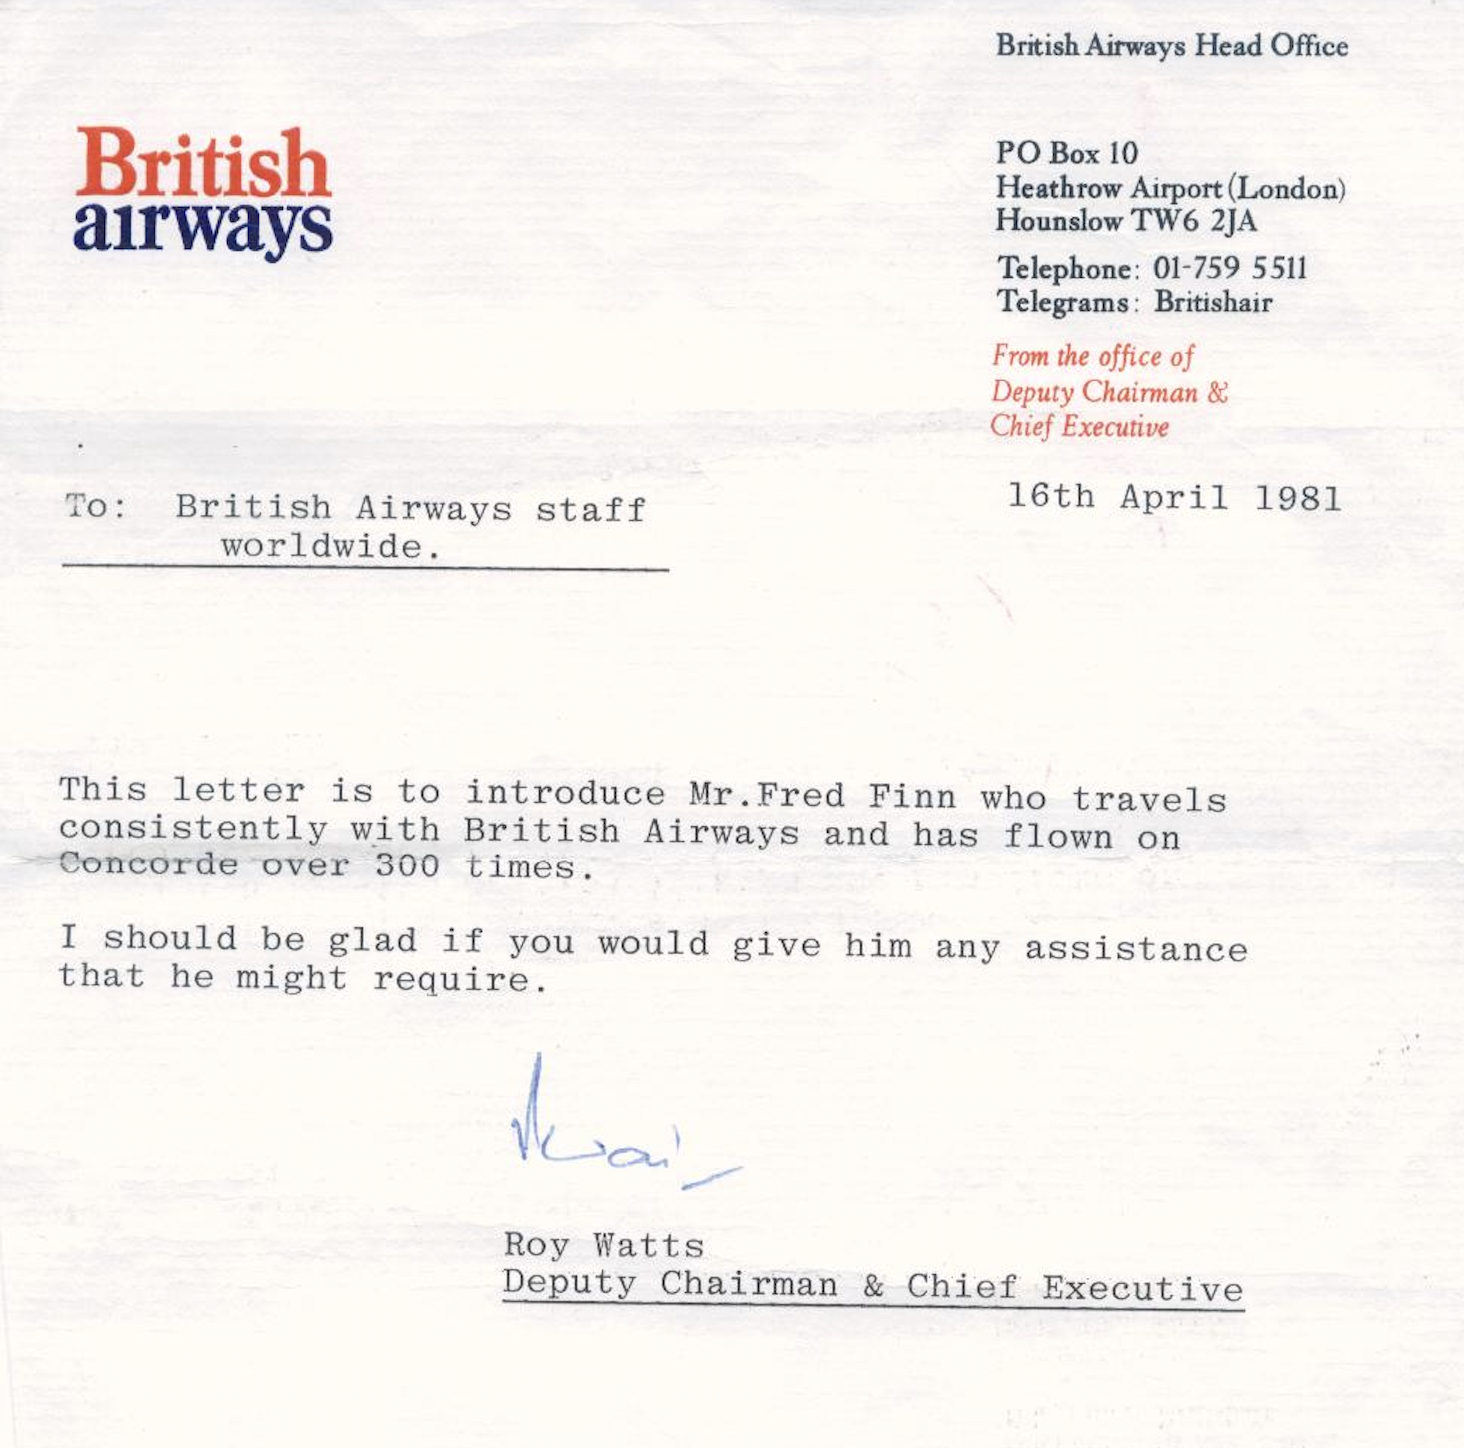 British Airways Head Office
British
airways
PO Box 10
Heathrow Airport (London)
Hounslow TW6 2JA
Telephone: 01-759 5511
Telegrams: Britishair
From the office of
Deputy Chairman &
Chief Executive
16th April 1981
To: British Airways staff
worldwide.
This letter is to introduce Mr.Fred Finn who travels
consistently with British Airways and has flown on
Concorde over 300 times.
I should be glad if you would give him any assistance
that he might require.
Roy Watts
Deputy Chairman & Chief Executive